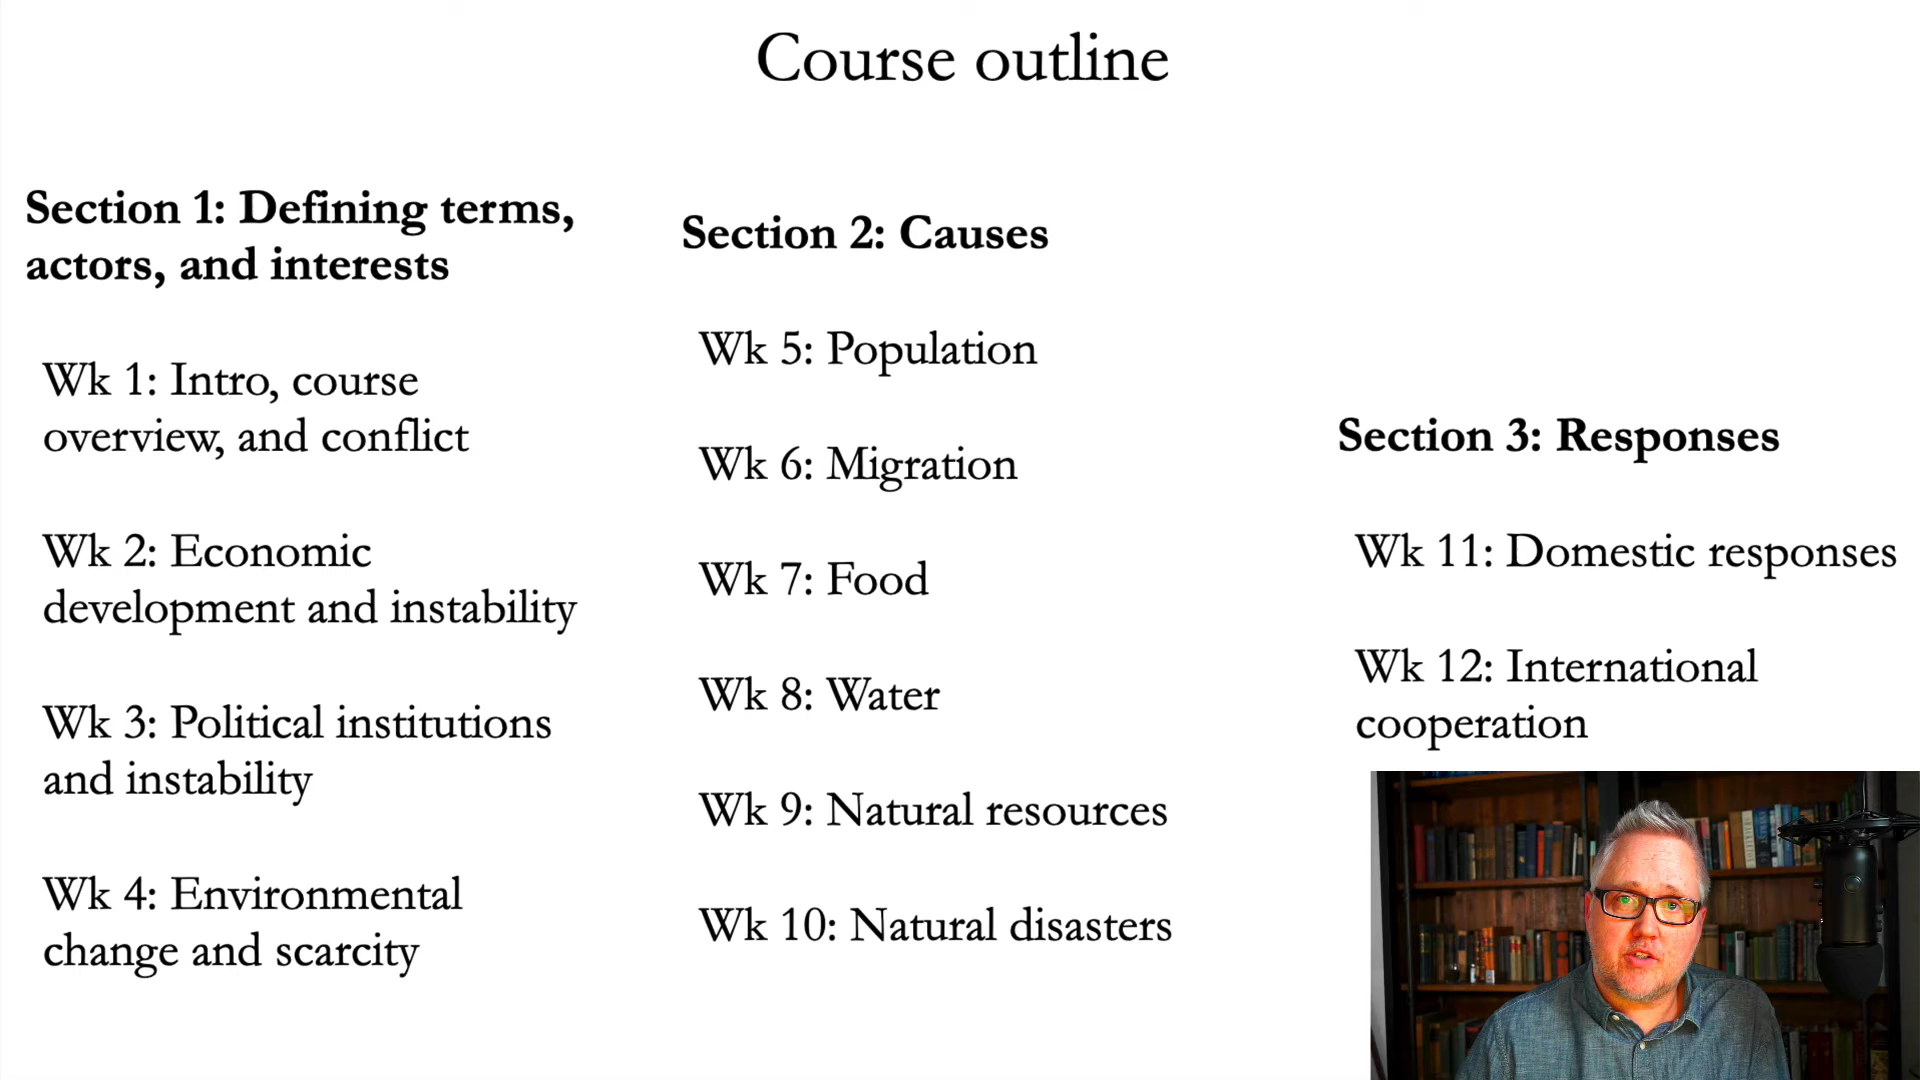 Course outline
Section 1: Defining terms,
actors, and interests
Wk 1: Intro, course
overview, and conflict
Wk 2: Economic
development and instability
Wk 3: Political institutions
and instability
Wk 4: Environmental
change and scarcity
Section 2: Causes
Wk 5: Population
Wk 6: Migration
Wk 7: Food
Wk 8: Water
Wk 9: Natural resources
Wk 10: Natural disasters
Section 3: Responses
Wk 11: Domestic responses
Wk 12: International
cooperation